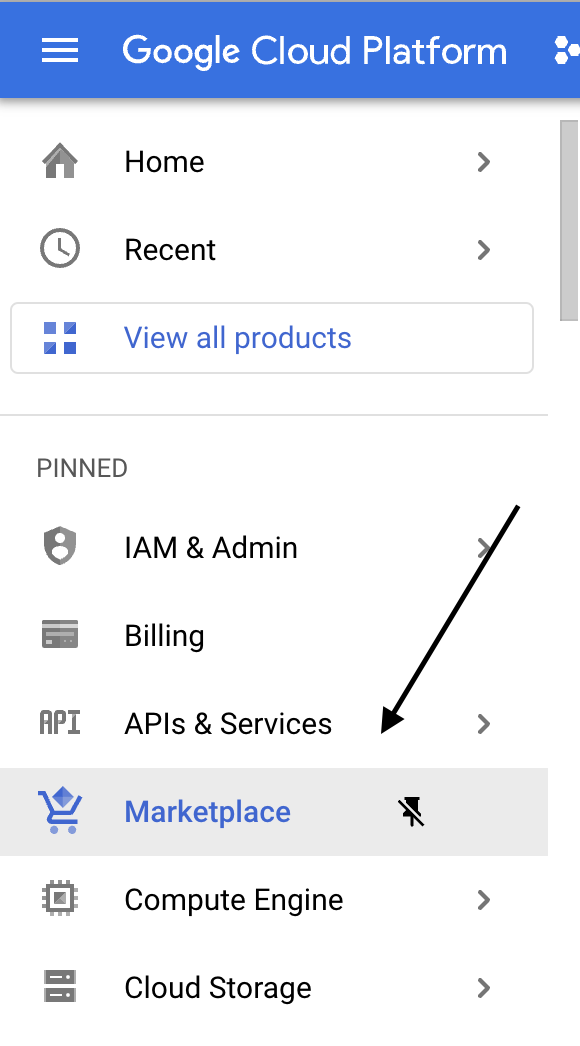 Google Cloud Platform
Home
Recent
View all products
PINNED
IAM & Admin
Billing
API APIs & Services
Marketplace
Compute Engine
Cloud Storage